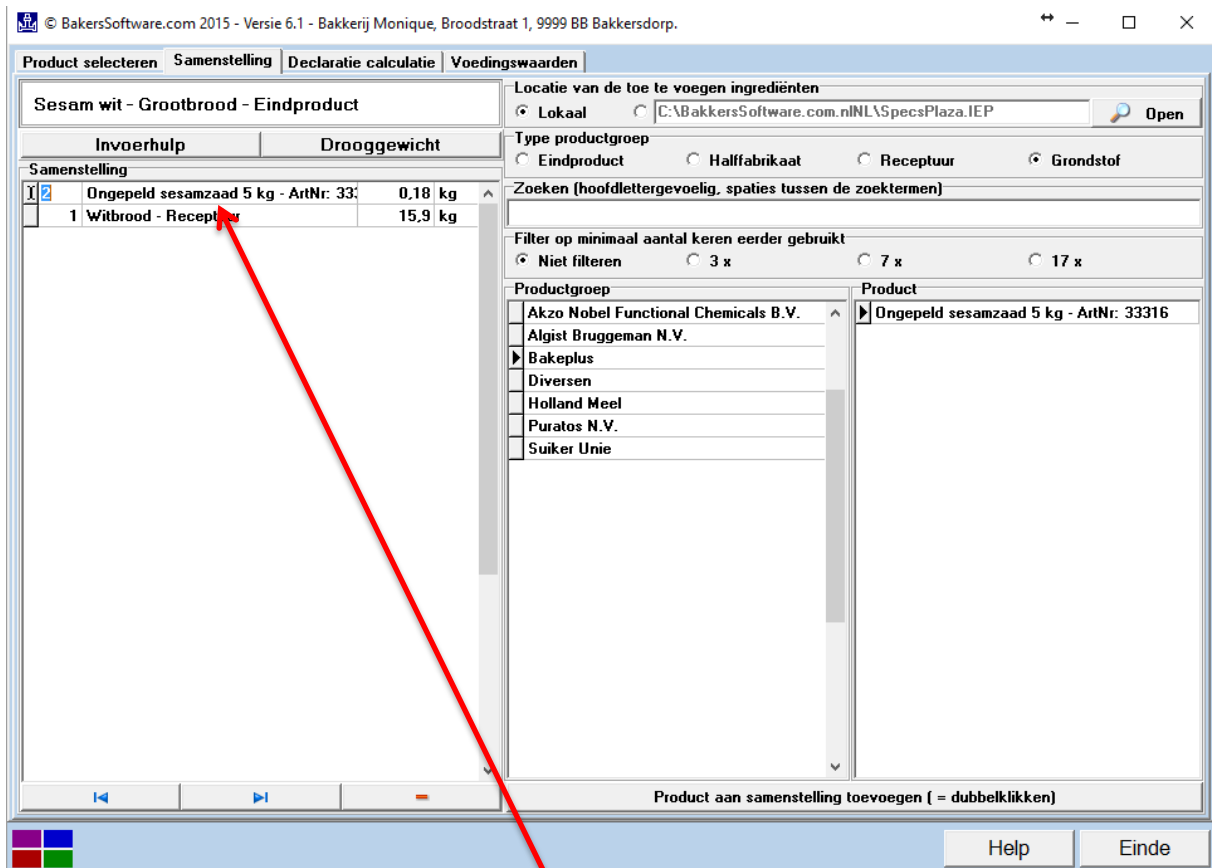 © BakersSoftware.com 2015 - Versie 6.1 - Bakkerij Monique, Broodstraat 1, 9999 BB Bakkersdorp.
Product selecteren Samenstelling Declaratie calculatie Voedingswaarden
Sesam wit - Grootbrood - Eindproduct
Invoerhulp Drooggewicht
Samenstelling
2 Ongepeld sesamzaad 5 kg - ArtNr: 333 0,18 kg
1 Witbrood - Receptuur 15,9 kg
Locatie van de toe te voegen ingrediënten
Lokaal C:\BakkersSoftware.com.nlNL\SpecsPlaza.IEP Open
Type productgroep
Eindproduct Halffabrikaat Receptuur Grondstof
Zoeken (hoofdlettergevoelig, spaties tussen de zoektermen)
Filter op minimaal aantal keren eerder gebruikt
Niet filteren 3 x 7 x 17 x
Productgroep
Akzo Nobel Functional Chemicals B.V.
Algist Bruggeman N.V.
Bakeplus
Diversen
Holland Meel
Puratos N.V.
Suiker Unie
Product
Ongepeld sesamzaad 5 kg - ArtNr: 33316
Product aan samenstelling toevoegen ( = dubbelklikken)
Help Einde